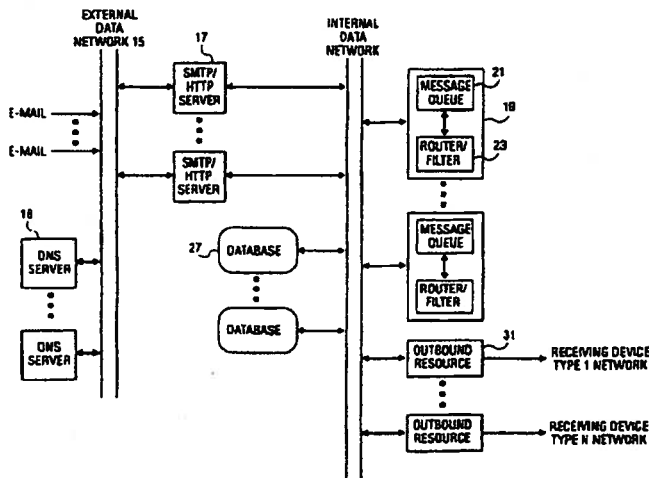 EXTERNAL
DATA
NETWORK 15
INTERNAL
DATA
NETWORK
17
SMTP/
HTTP
SERVER
21
MESSAGE
QUEUE
19
E-MAIL
ROUTER/
FILTER
23
E-MAIL
SMTP/
HTTP
SERVER
18
DNS
SERVER
27
DATABASE
MESSAGE
QUEUE
ROUTER/
FILTER
DNS
SERVER
DATABASE
31
OUTBOUND
RESOURCE
RECEIVING DEVICE
TYPE 1 NETWORK
OUTBOUND
RESOURCE
RECEIVING DEVICE
TYPE N NETWORK